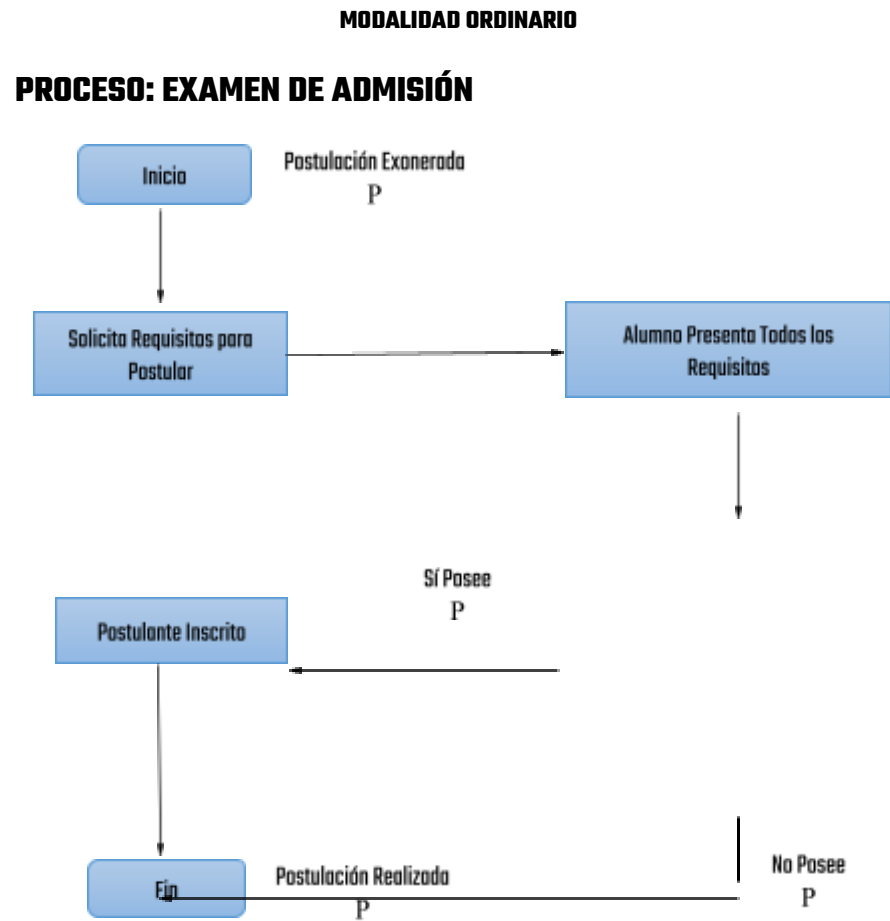 MODALIDAD ORDINARIO
PROCESO: EXAMEN DE ADMISIÓN
Inicio
Postulación Exonerada
P
Solicita Requisitos para
Postular
Alumno Presenta Todos los
Requisitos
Sí Posee
P
Postulante Inscrito
Fin
Postulación Realizada
P
No Posee
P